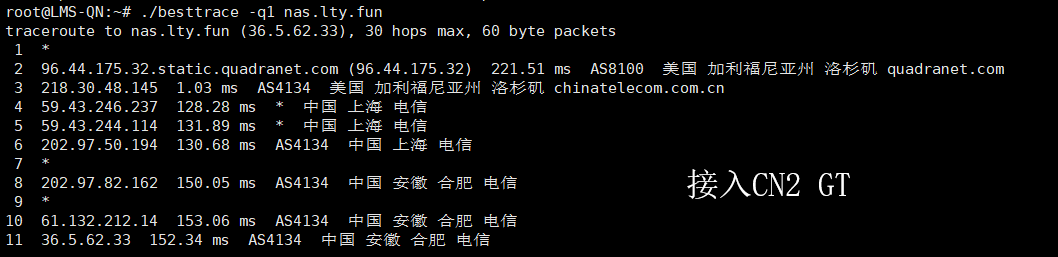 root@LMS-QN:~# ./besttrace -q1 nas.lty.fun
traceroute to nas.lty.fun (36.5.62.33), 30 hops max, 60 byte packets
1 *
2 96.44.175.32.static.quadranet.com (96.44.175.32) 221.51 ms AS8100 美国 加利福尼亚州 洛杉矶 quadranet.com
3 218.30.48.145 1.03 ms AS4134 美国 加利福尼亚州 洛杉矶 chinatelecom.com.cn
4 59.43.246.237 128.28 ms * 中国 上海 电信
5 59.43.244.114 131.89 ms * 中国 上海 电信
6 202.97.50.194 130.68 ms AS4134 中国 上海 电信
7 *
8 202.97.82.162 150.05 ms AS4134 中国 安徽 合肥 电信
9 *
10 61.132.212.14 153.06 ms AS4134 中国 安徽 合肥 电信
11 36.5.62.33 152.34 ms AS4134 中国 安徽 合肥 电信
接入CN2 GT